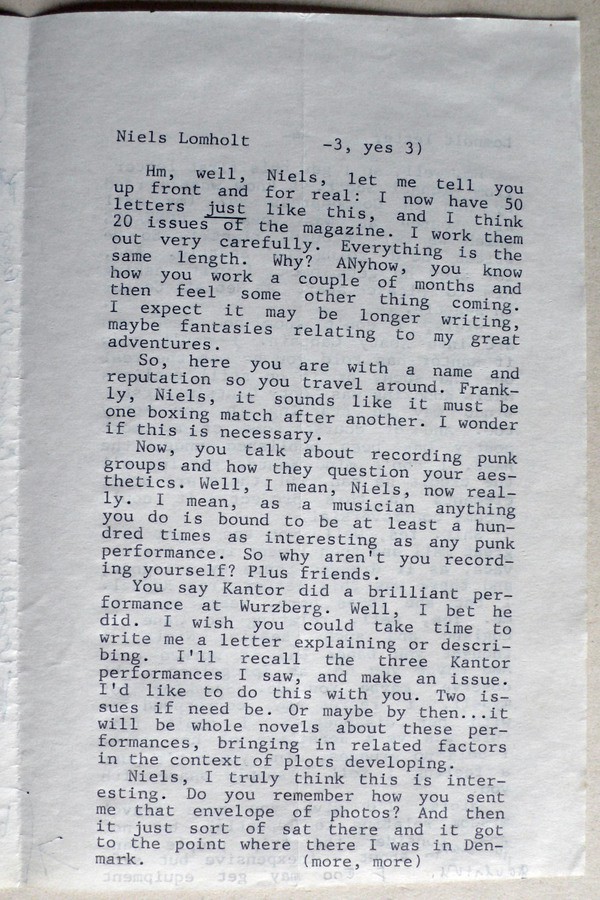 Niels Lomholt -3, yes 3)
Hm, well, Niels, let me tell you
up front and for real: I now have 50
letters just like this, and I think
20 issues of the magazine. I work them
out very carefully. Everything is the
same length. Why? ANyhow, you know
how you work a couple of months and
then feel some other thing coming.
I expect it may be longer writing,
maybe fantasies relating to my great
adventures.
So, here you are with a name and
reputation so you travel around. Frank-
ly, Niels, it sounds like it must be
one boxing match after another. I wonder
if this is necessary.
Now, you talk about recording punk
groups and how they question your aes-
thetics. Well, I mean, Niels, now real-
ly. I mean, as a musician anything
you do is bound to be at least a hun-
dred times as interesting as any punk
performance. So why aren't you record-
ing yourself? Plus friends.
You say Kantor did a brilliant per-
formance at Wurzberg. Well, I bet he
did. I wish you could take time to
write me a letter explaining or descri-
bing. I'll recall the three Kantor
performances I saw, and make an issue.
I'd like to do this with you. Two is-
sues if need be. Or maybe by then...it
will be whole novels about these per-
formances, bringing in related factors
in the context of plots developing.
Niels, I truly think this is inter-
esting. Do you remember how you sent
me that envelope of photos? And then
it just sort of sat there and it got
to the point where there I was in Den-
mark. (more, more)